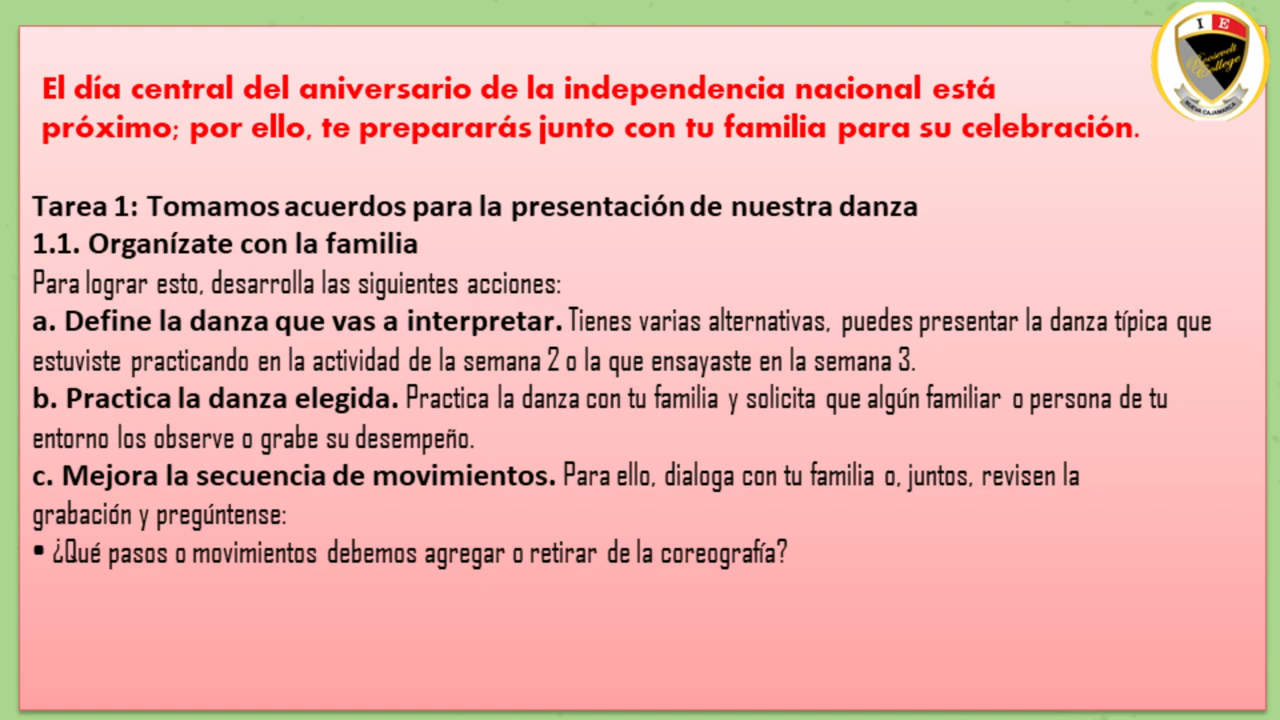 I E
Roosevelt
College
NUEVA CAJAMARCA
El día central del aniversario de la independencia nacional está
próximo; por ello, te prepararás junto con tu familia para su celebración.
Tarea 1: Tomamos acuerdos para la presentación de nuestra danza
1.1. Organízate con la familia
Para lograr esto, desarrolla las siguientes acciones:
a. Define la danza que vas a interpretar. Tienes varias alternativas, puedes presentar la danza típica que
estuviste practicando en la actividad de la semana 2 o la que ensayaste en la semana 3.
b. Practica la danza elegida. Practica la danza con tu familia y solicita que algún familiar o persona de tu
entorno los observe o grabe su desempeño.
c. Mejora la secuencia de movimientos. Para ello, dialoga con tu familia o, juntos, revisen la
grabación y pregúntense:
• ¿Qué pasos o movimientos debemos agregar o retirar de la coreografía?